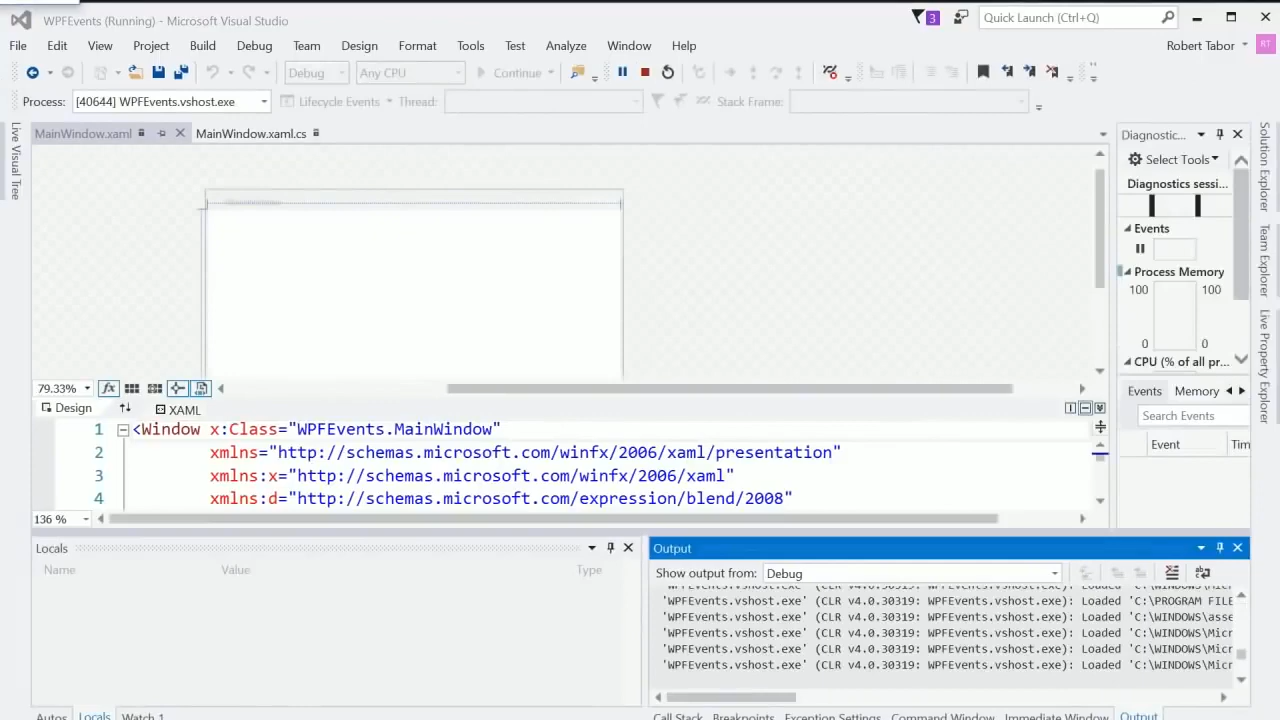 WPFEvents (Running) - Microsoft Visual Studio
3
Quick Launch (Ctrl+Q)
File Edit View Project Build Debug Team Format Tools Test Analyze Window Help
Robert Tabor RT
Debug Any CPU Continue
Process: [40644] WPFEvents.vshost.exe Lifecycle Events Thread: Stack Frame:
MainWindow.xaml MainWindow.xaml.cs
Live Visual Tree
Diagnostic...
Select Tools
Diagnostics sessi...
Events
Process Memory
100 100
0 0
CPU (% of all pr...
Events Memory
Search Events
Event Tim
Solution Explorer
Team Explorer
Live Property Explorer
79.33% fx
Design XAML
1 <Window x:Class="WPFEvents.MainWindow"
2 xmlns="http://schemas.microsoft.com/winfx/2006/xaml/presentation"
3 xmlns:x="http://schemas.microsoft.com/winfx/2006/xaml"
4 xmlns:d="http://schemas.microsoft.com/expression/blend/2008"
136 %
Locals
Name Value Type
Autos Locals Watch 1
Output
Show output from: Debug
'WPFEvents.vshost.exe' (CLR v4.0.30319: WPFEvents.vshost.exe): Loaded 'C:\WINDOWS\Micr
'WPFEvents.vshost.exe' (CLR v4.0.30319: WPFEvents.vshost.exe): Loaded 'C:\PROGRAM FILE
'WPFEvents.vshost.exe' (CLR v4.0.30319: WPFEvents.vshost.exe): Loaded 'C:\WINDOWS\asse
'WPFEvents.vshost.exe' (CLR v4.0.30319: WPFEvents.vshost.exe): Loaded 'C:\WINDOWS\Micr
'WPFEvents.vshost.exe' (CLR v4.0.30319: WPFEvents.vshost.exe): Loaded 'C:\WINDOWS\Micr
'WPFEvents.vshost.exe' (CLR v4.0.30319: WPFEvents.vshost.exe): Loaded 'C:\WINDOWS\Micr
Call Stack Breakpoints Exception Settings Command Window Immediate Window Output